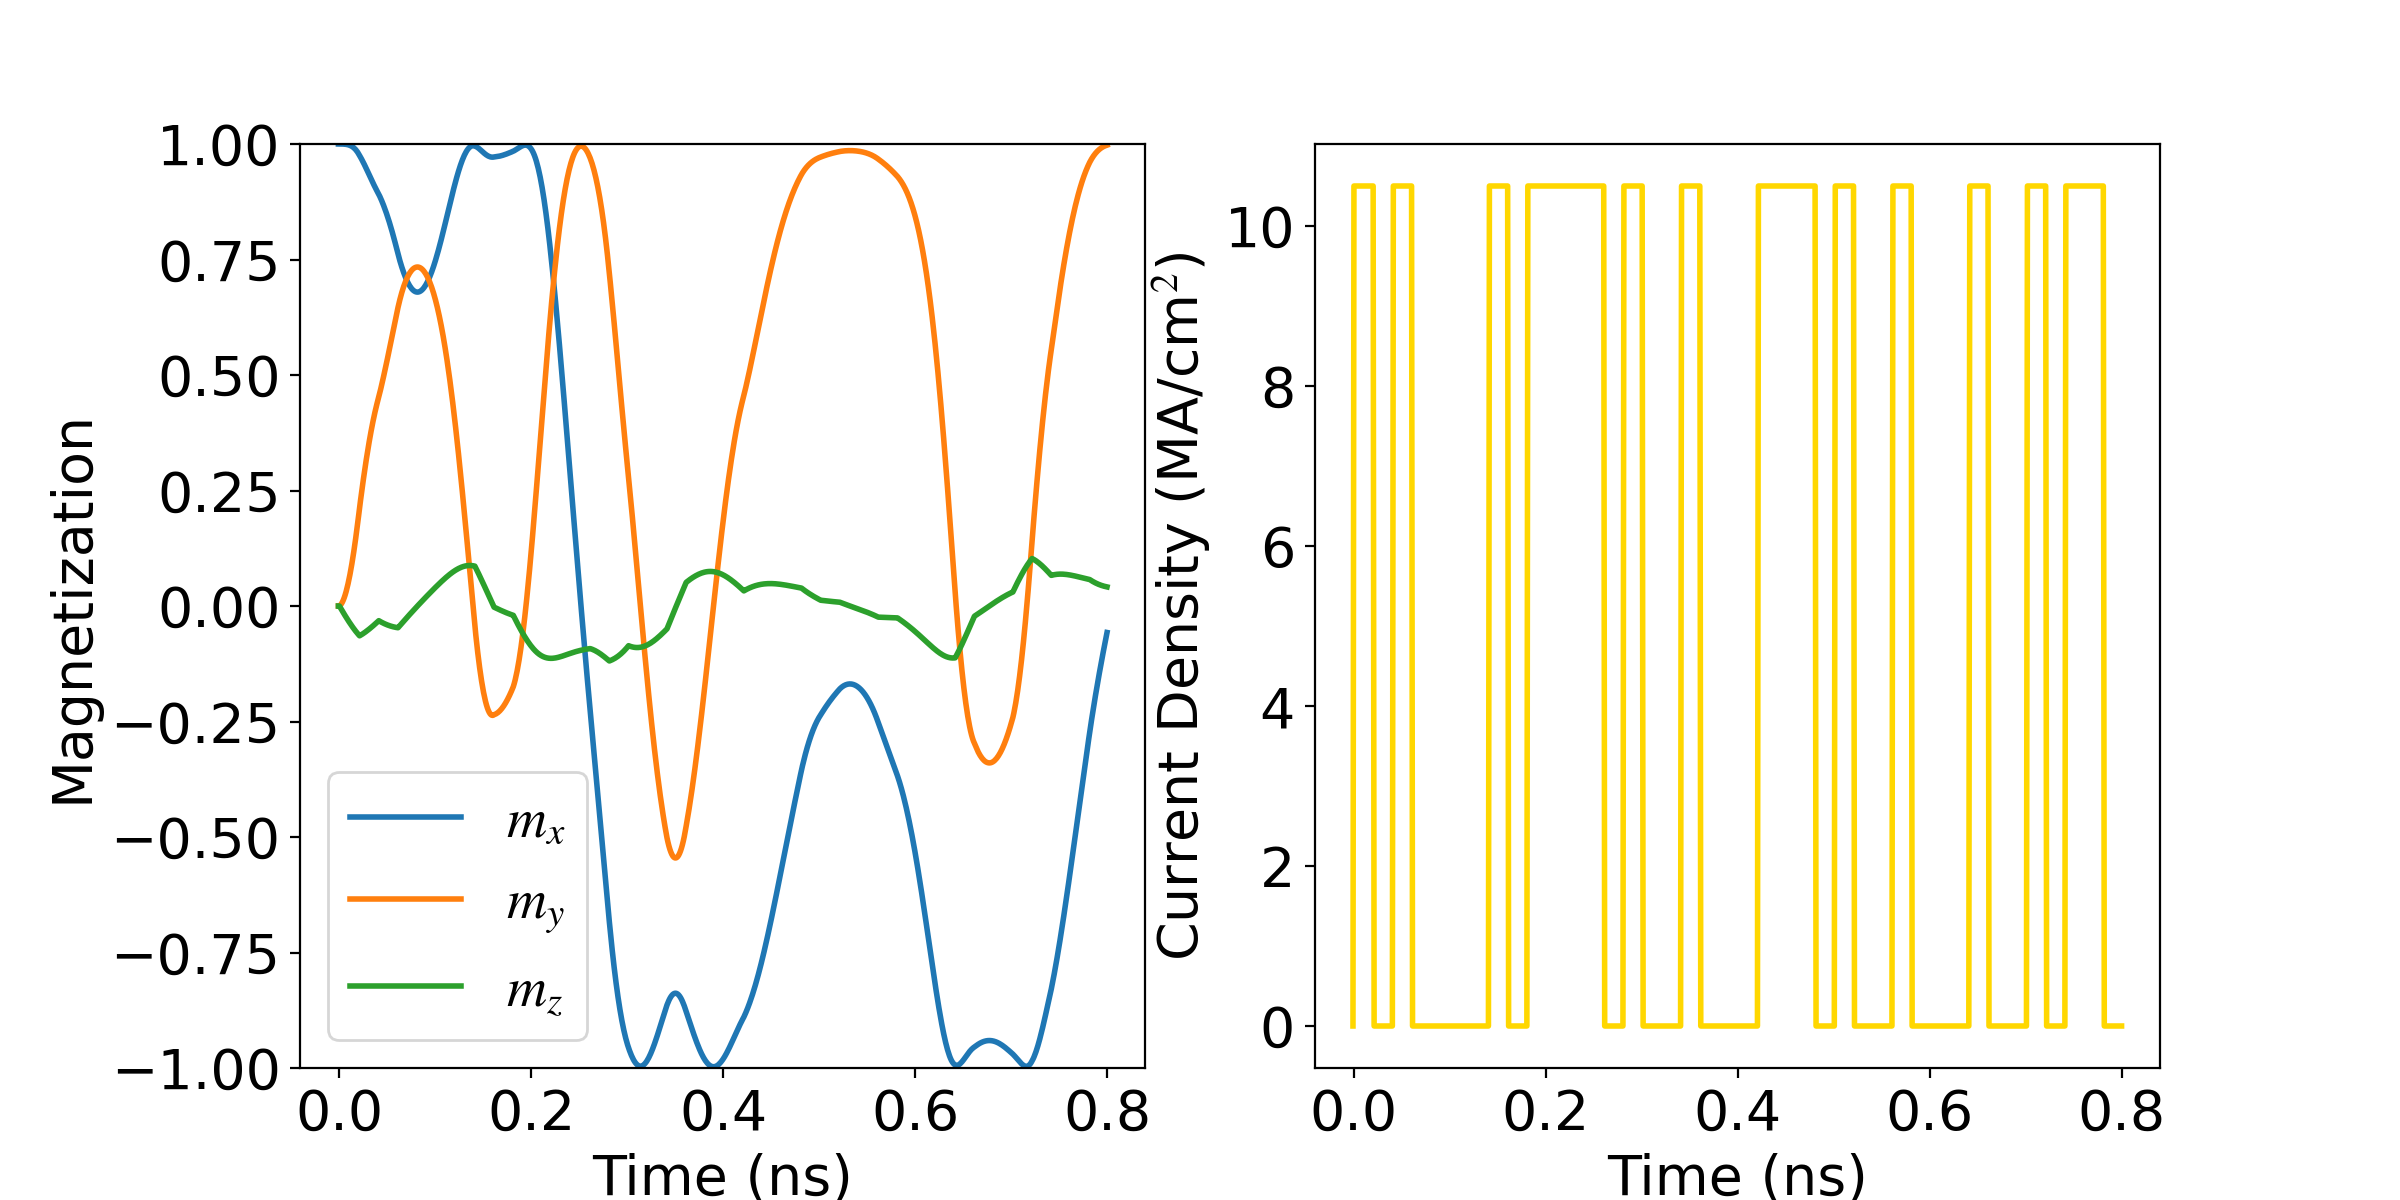 Magnetization
1.00
0.75
0.50
0.25
0.00
−0.25
−0.50
−0.75
−1.00
m_x
m_y
m_z
0.0 0.2 0.4 0.6 0.8
Time (ns)
Current Density (MA/cm²)
10
8
6
4
2
0
0.0 0.2 0.4 0.6 0.8
Time (ns)